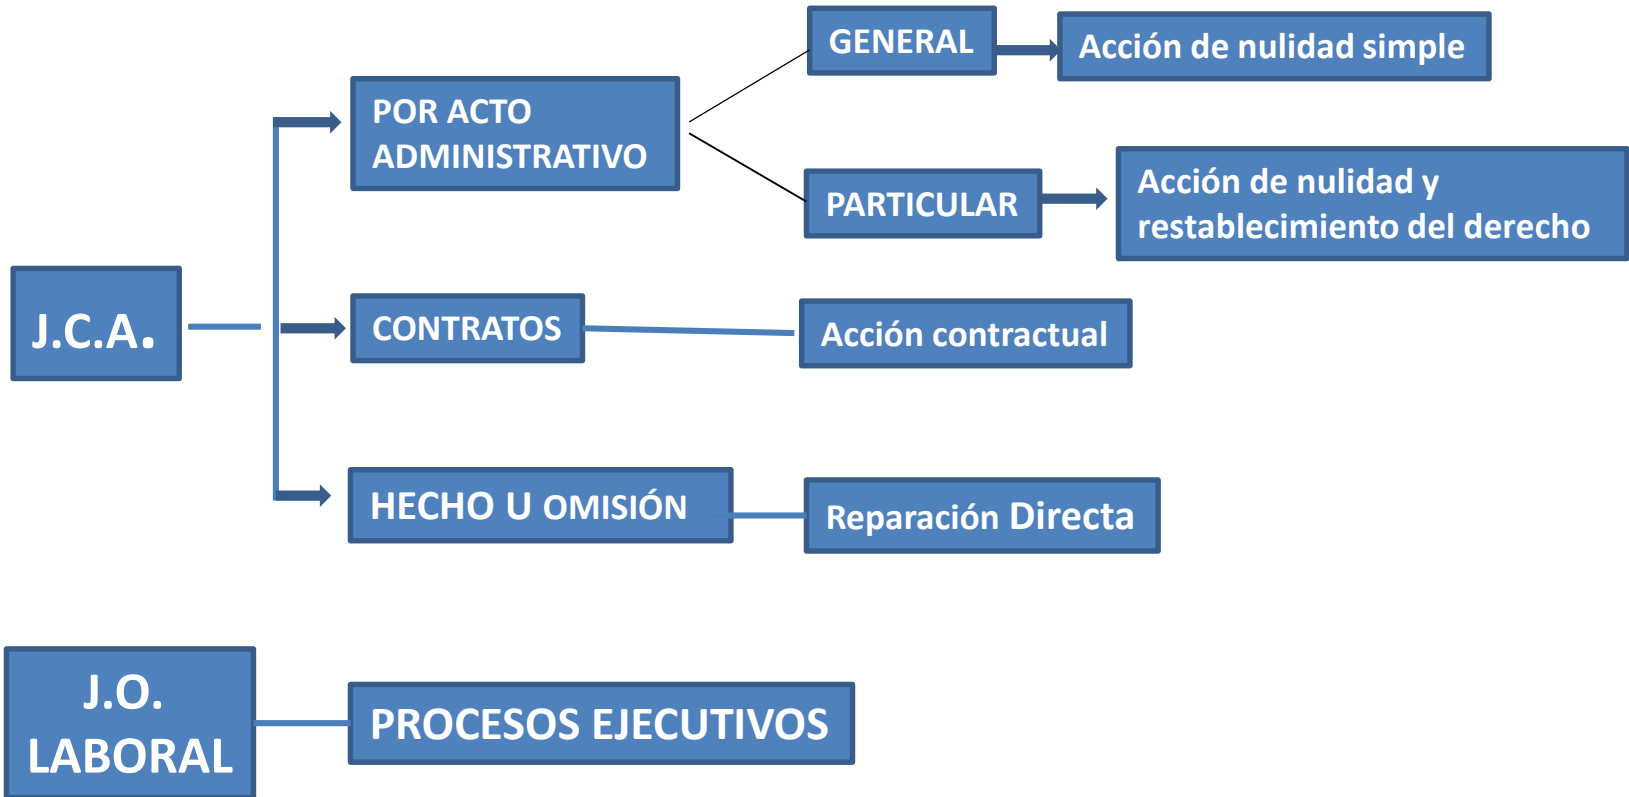 GENERAL
Acción de nulidad simple
POR ACTO
ADMINISTRATIVO
PARTICULAR
Acción de nulidad y
restablecimiento del derecho
J.C.A.
CONTRATOS
Acción contractual
HECHO U OMISIÓN
Reparación Directa
J.O.
LABORAL
PROCESOS EJECUTIVOS